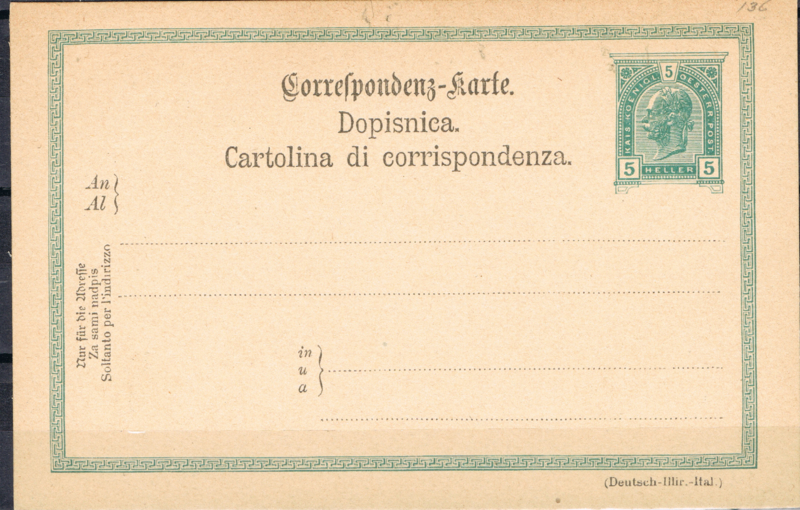 136
Correspondenz-Karte.
Dopisnica.
Cartolina di corrispondenza.
5
KAIS. KOENIGL. OESTERR. POST.
5 HELLER 5
An
Al
Nur für die Adresse
Za sami nadpis
Soltanto per l'indirizzo
in
u
a
(Deutsch-Illir.-Ital.)